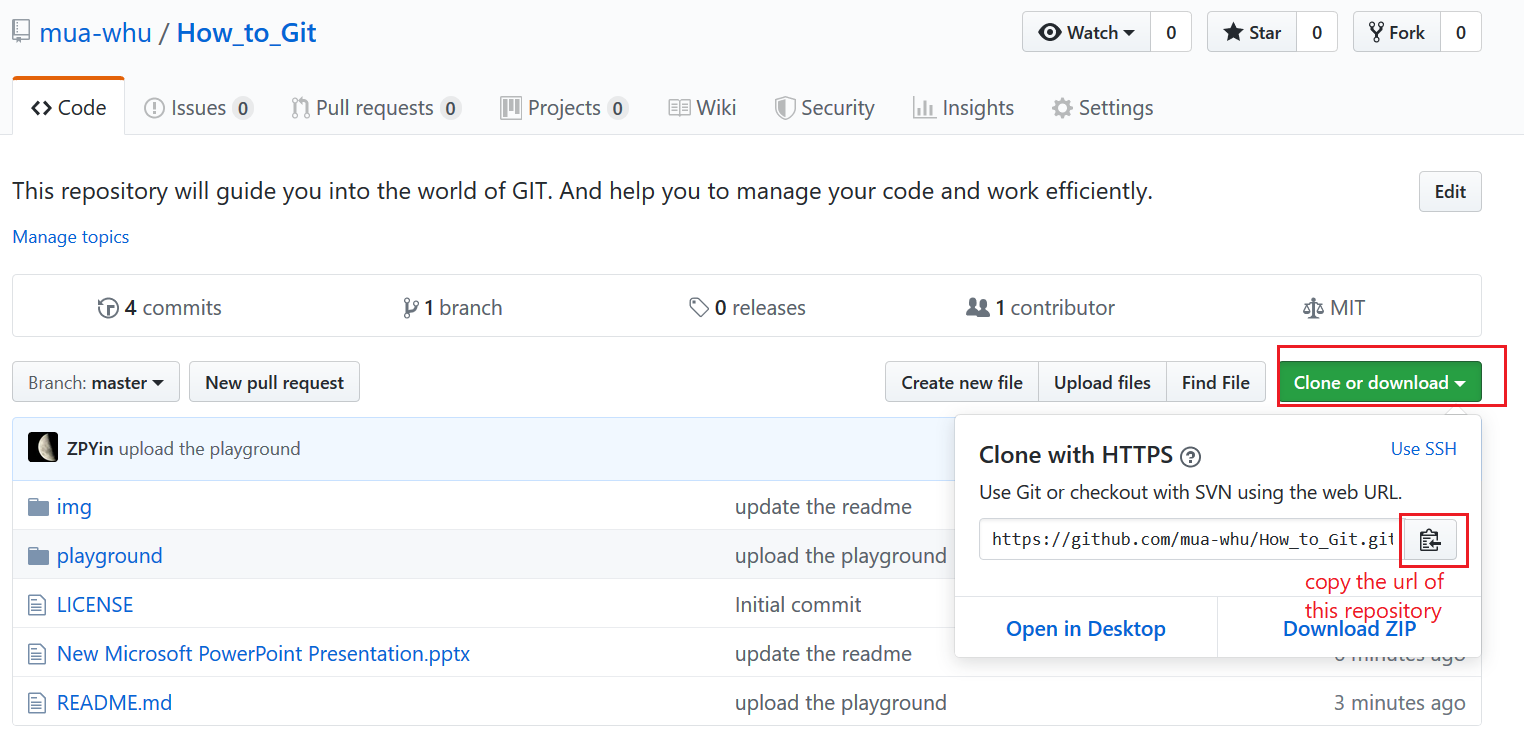 mua-whu / How_to_Git
Watch 0 Star 0 Fork 0
Code Issues 0 Pull requests 0 Projects 0 Wiki Security Insights Settings
This repository will guide you into the world of GIT. And help you to manage your code and work efficiently.
Edit
Manage topics
4 commits 1 branch 0 releases 1 contributor MIT
Branch: master New pull request Create new file Upload files Find File Clone or download
ZPYin upload the playground
Clone with HTTPS ? Use SSH
Use Git or checkout with SVN using the web URL.
https://github.com/mua-whu/How_to_Git.git
copy the url of
this repository
Open in Desktop Download ZIP
img update the readme
playground upload the playground
LICENSE Initial commit
New Microsoft PowerPoint Presentation.pptx update the readme minutes ago
README.md upload the playground 3 minutes ago